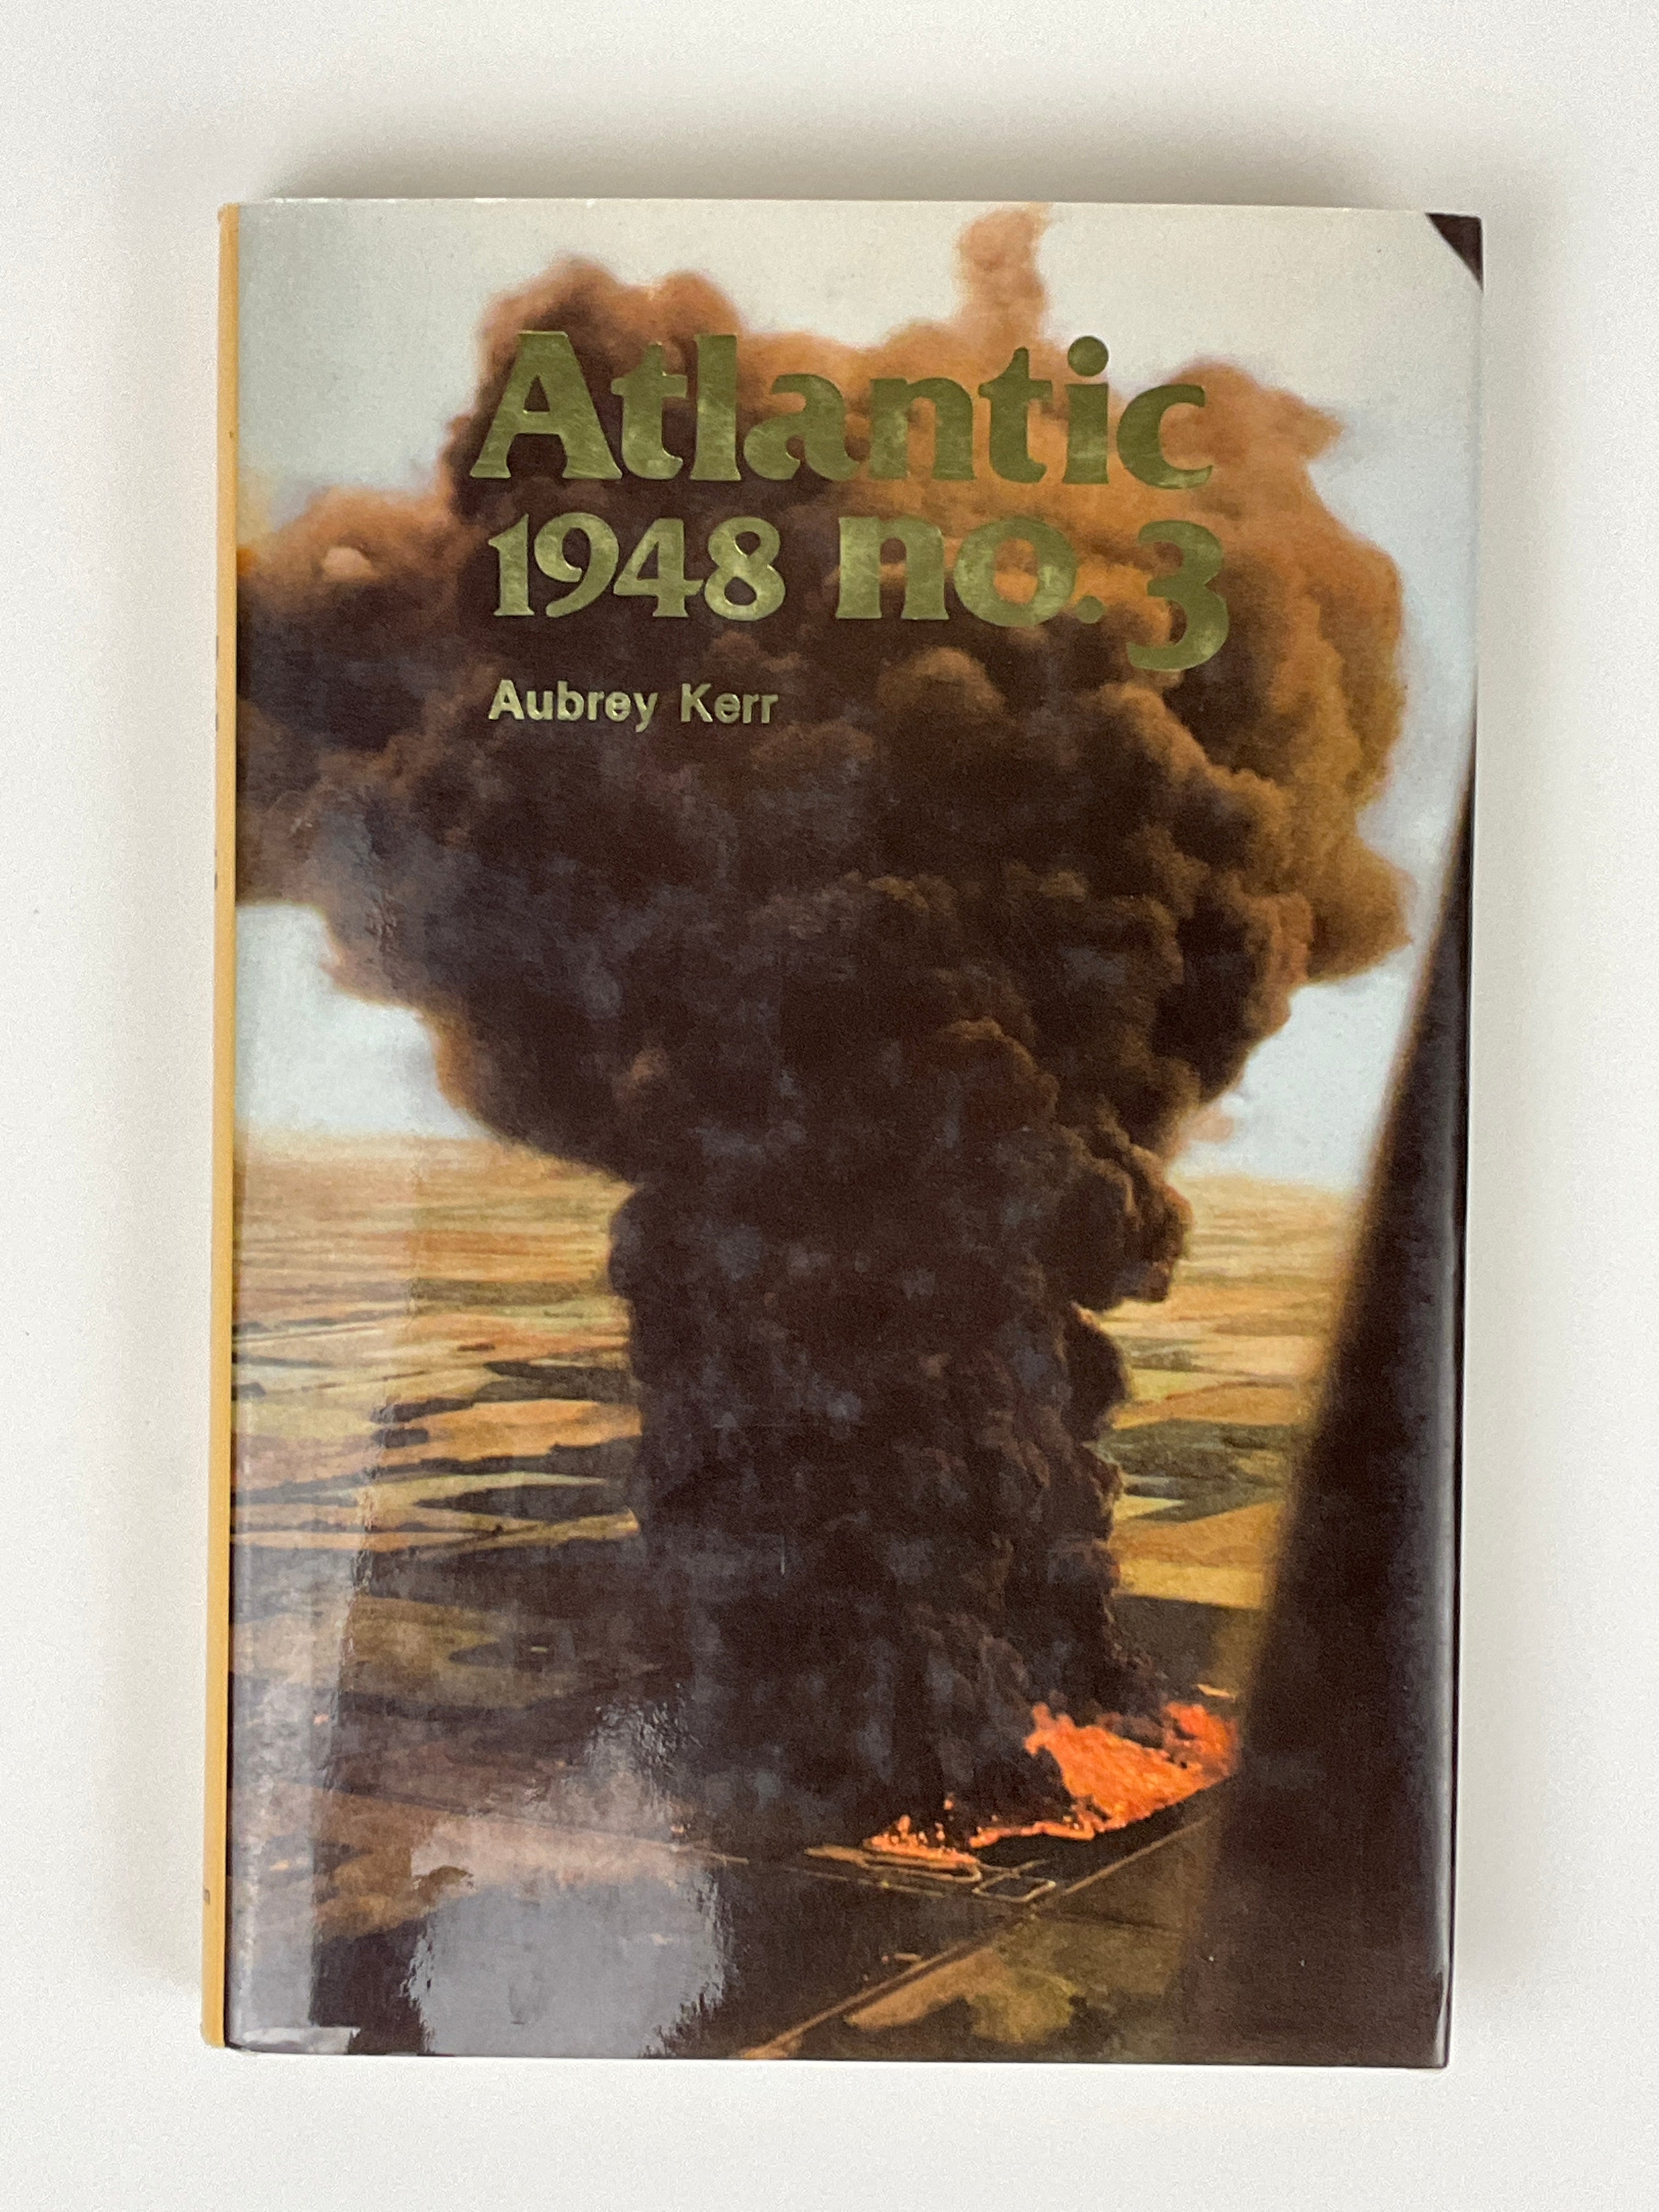 Atlantic
1948 no. 3
Aubrey Kerr